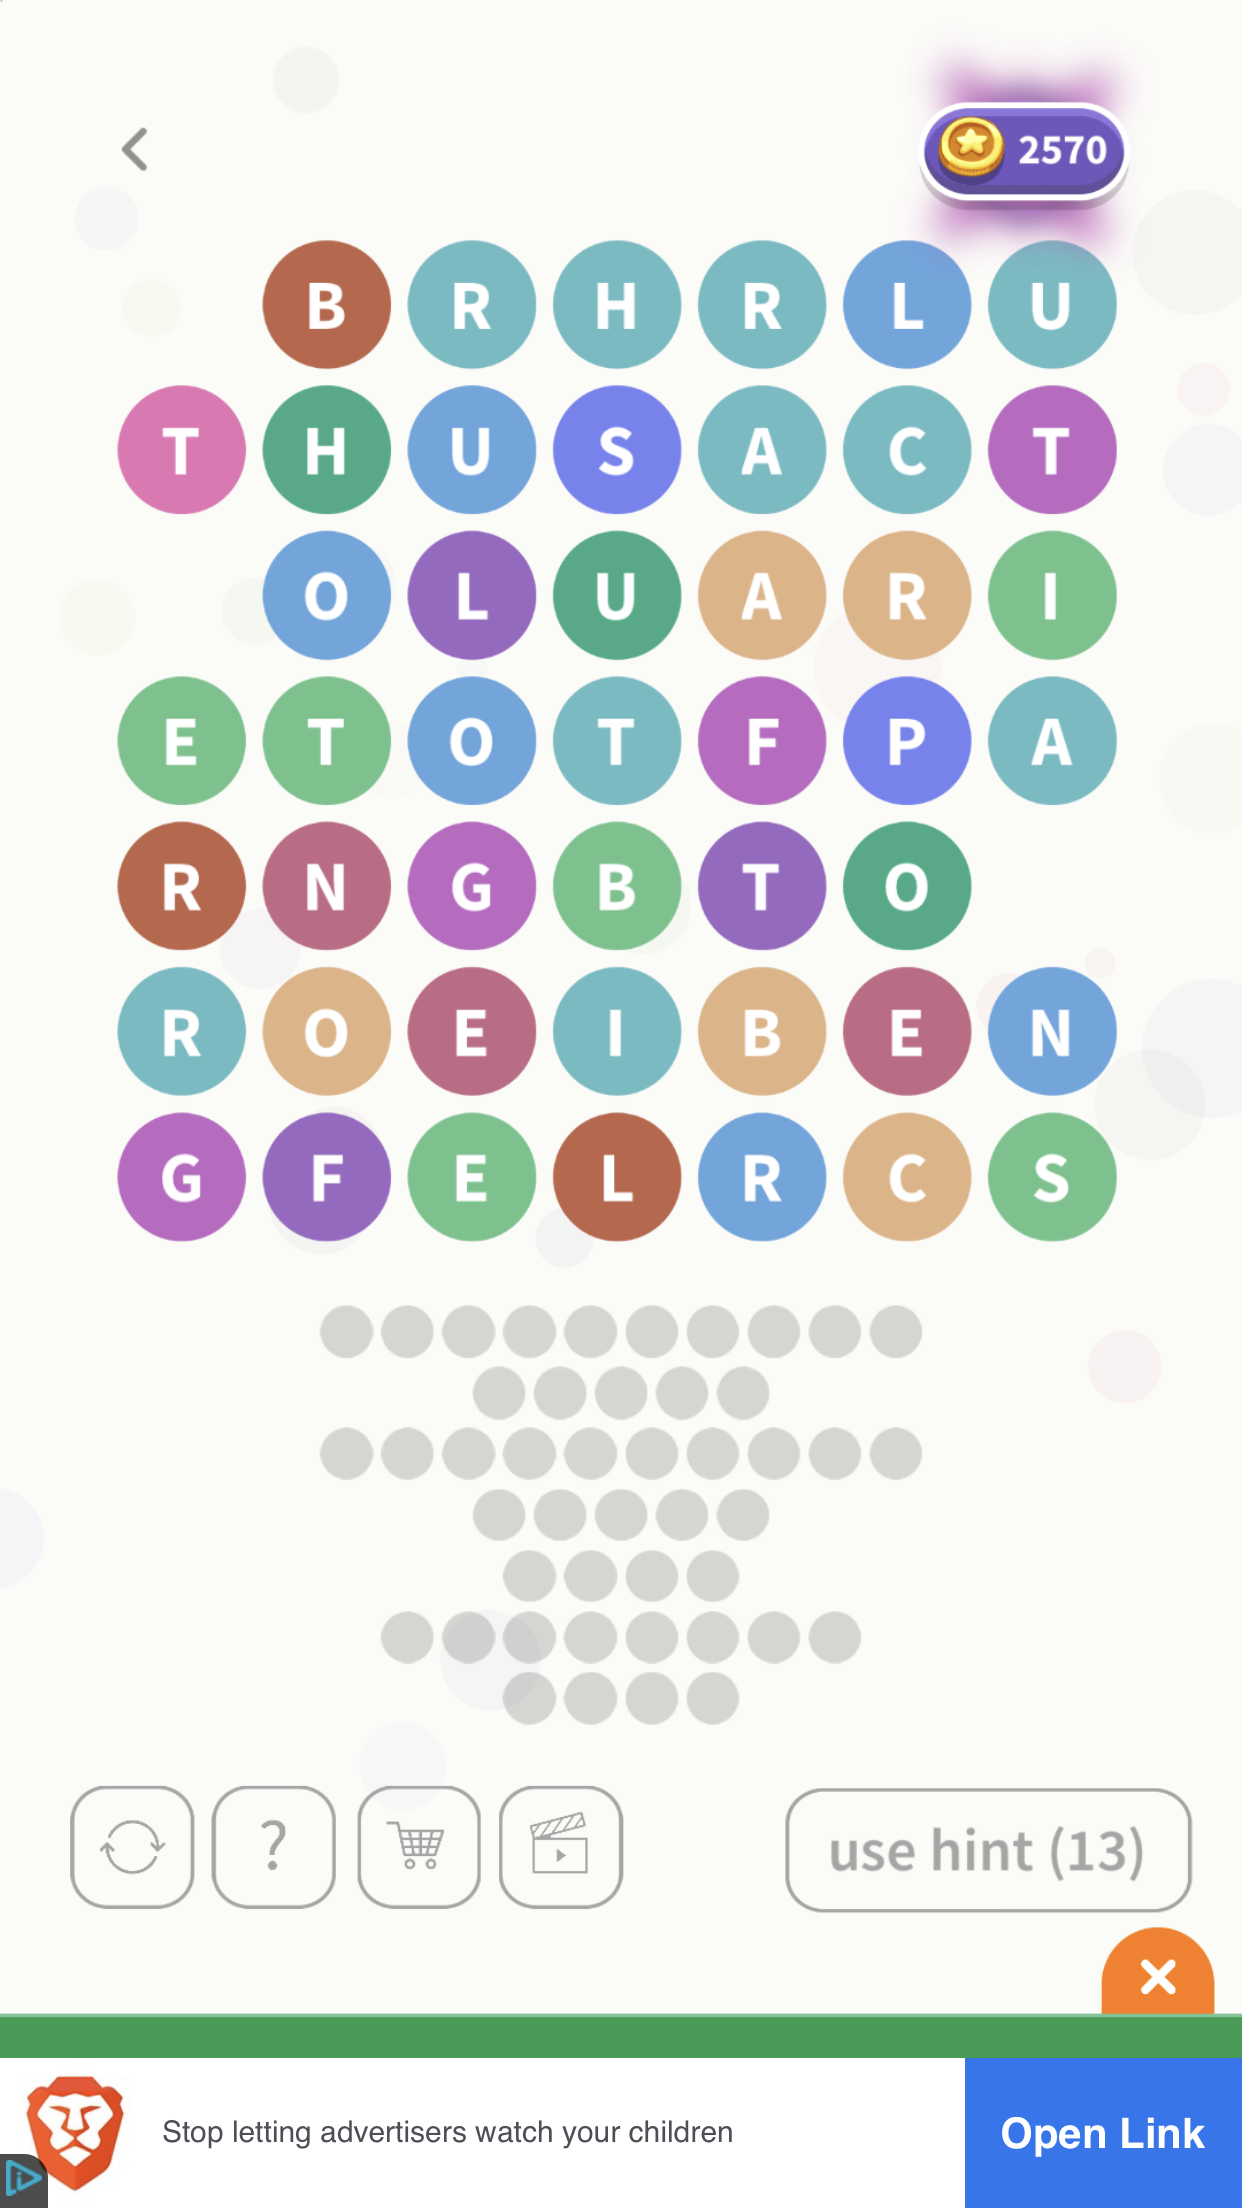 2570
B R H R L U
T H U S A C T
O L U A R I
E T O T F P A
R N G B T O
R O E I B E N
G F E L R C S
?
use hint (13)
Stop letting advertisers watch your children
Open Link